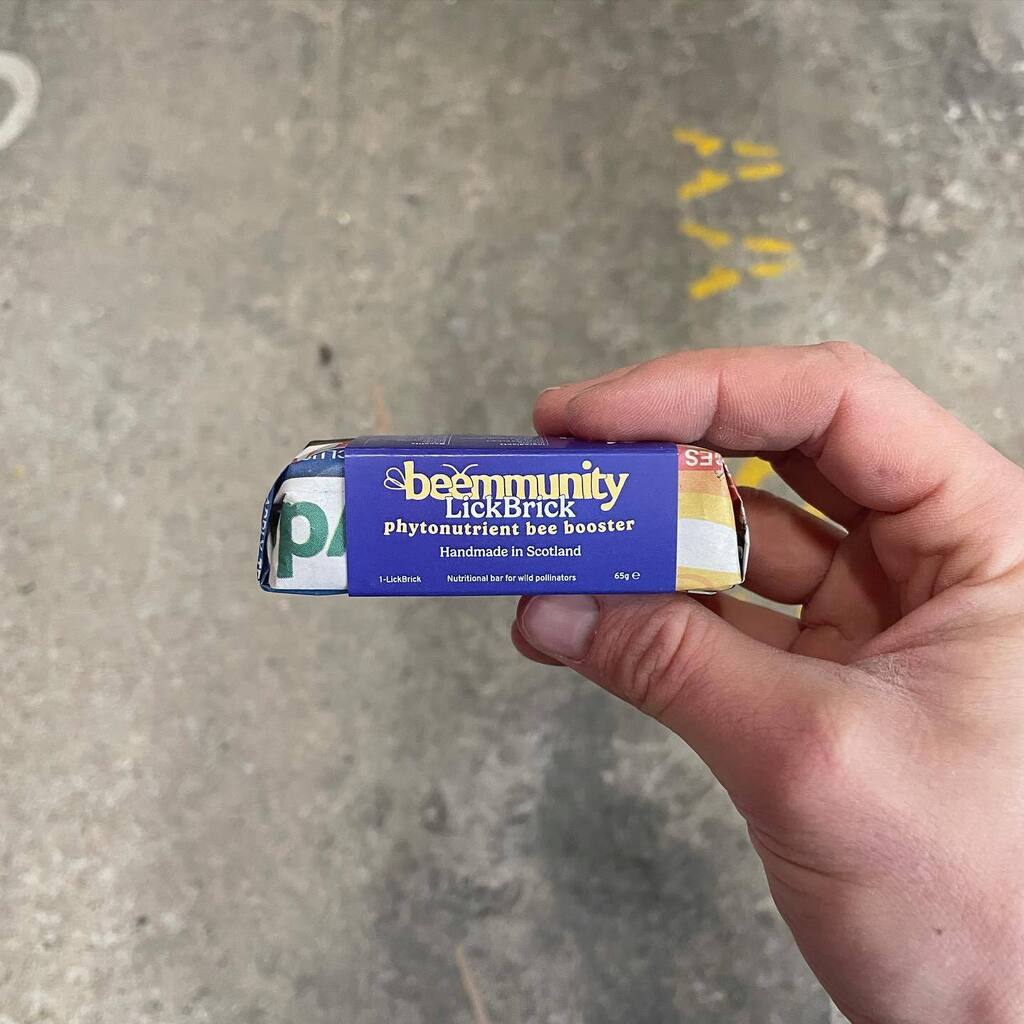 beemmunity
LickBrick
phytonutrient bee booster
Handmade in Scotland
1-LickBrick Nutritional bar for wild pollinators 65g ℮